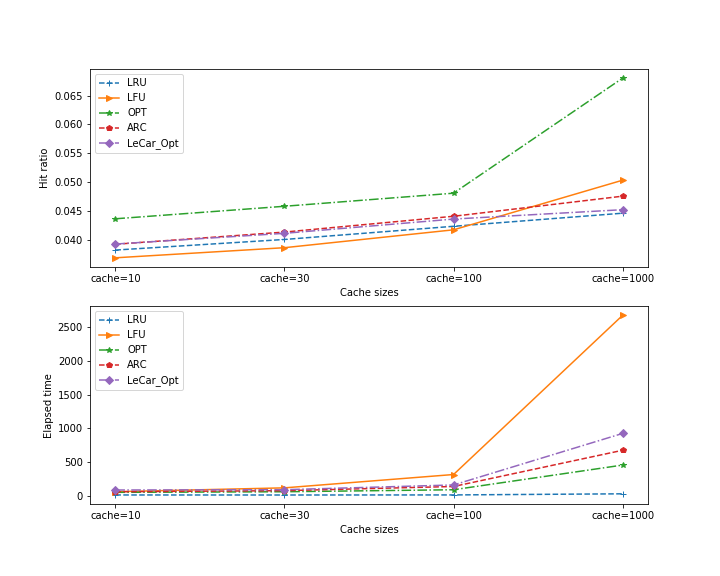 LRU
LFU
OPT
ARC
LeCar_Opt
0.065
0.060
0.055
0.050
0.045
0.040
Hit ratio
cache=10 cache=30 cache=100 cache=1000
Cache sizes
LRU
LFU
OPT
ARC
LeCar_Opt
2500
2000
1500
1000
500
0
Elapsed time
cache=10 cache=30 cache=100 cache=1000
Cache sizes